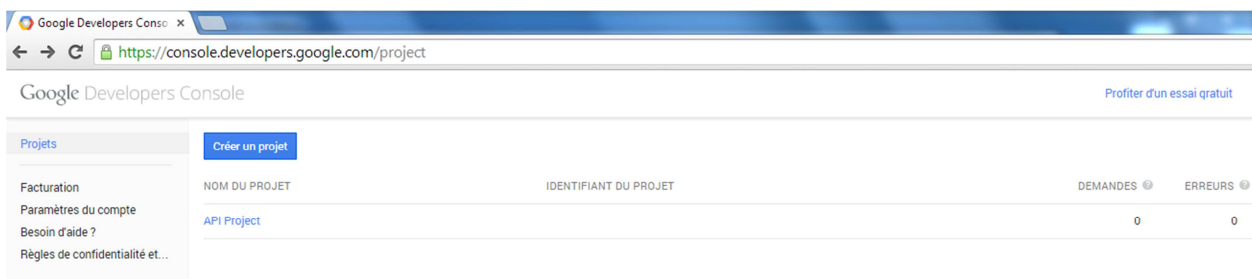 Google Developers Conso
https://console.developers.google.com/project
Google Developers Console
Profiter d'un essai gratuit
Projets
Créer un projet
Facturation
Paramètres du compte
Besoin d'aide ?
Règles de confidentialité et...
NOM DU PROJET IDENTIFIANT DU PROJET DEMANDES ERREURS
API Project 0 0